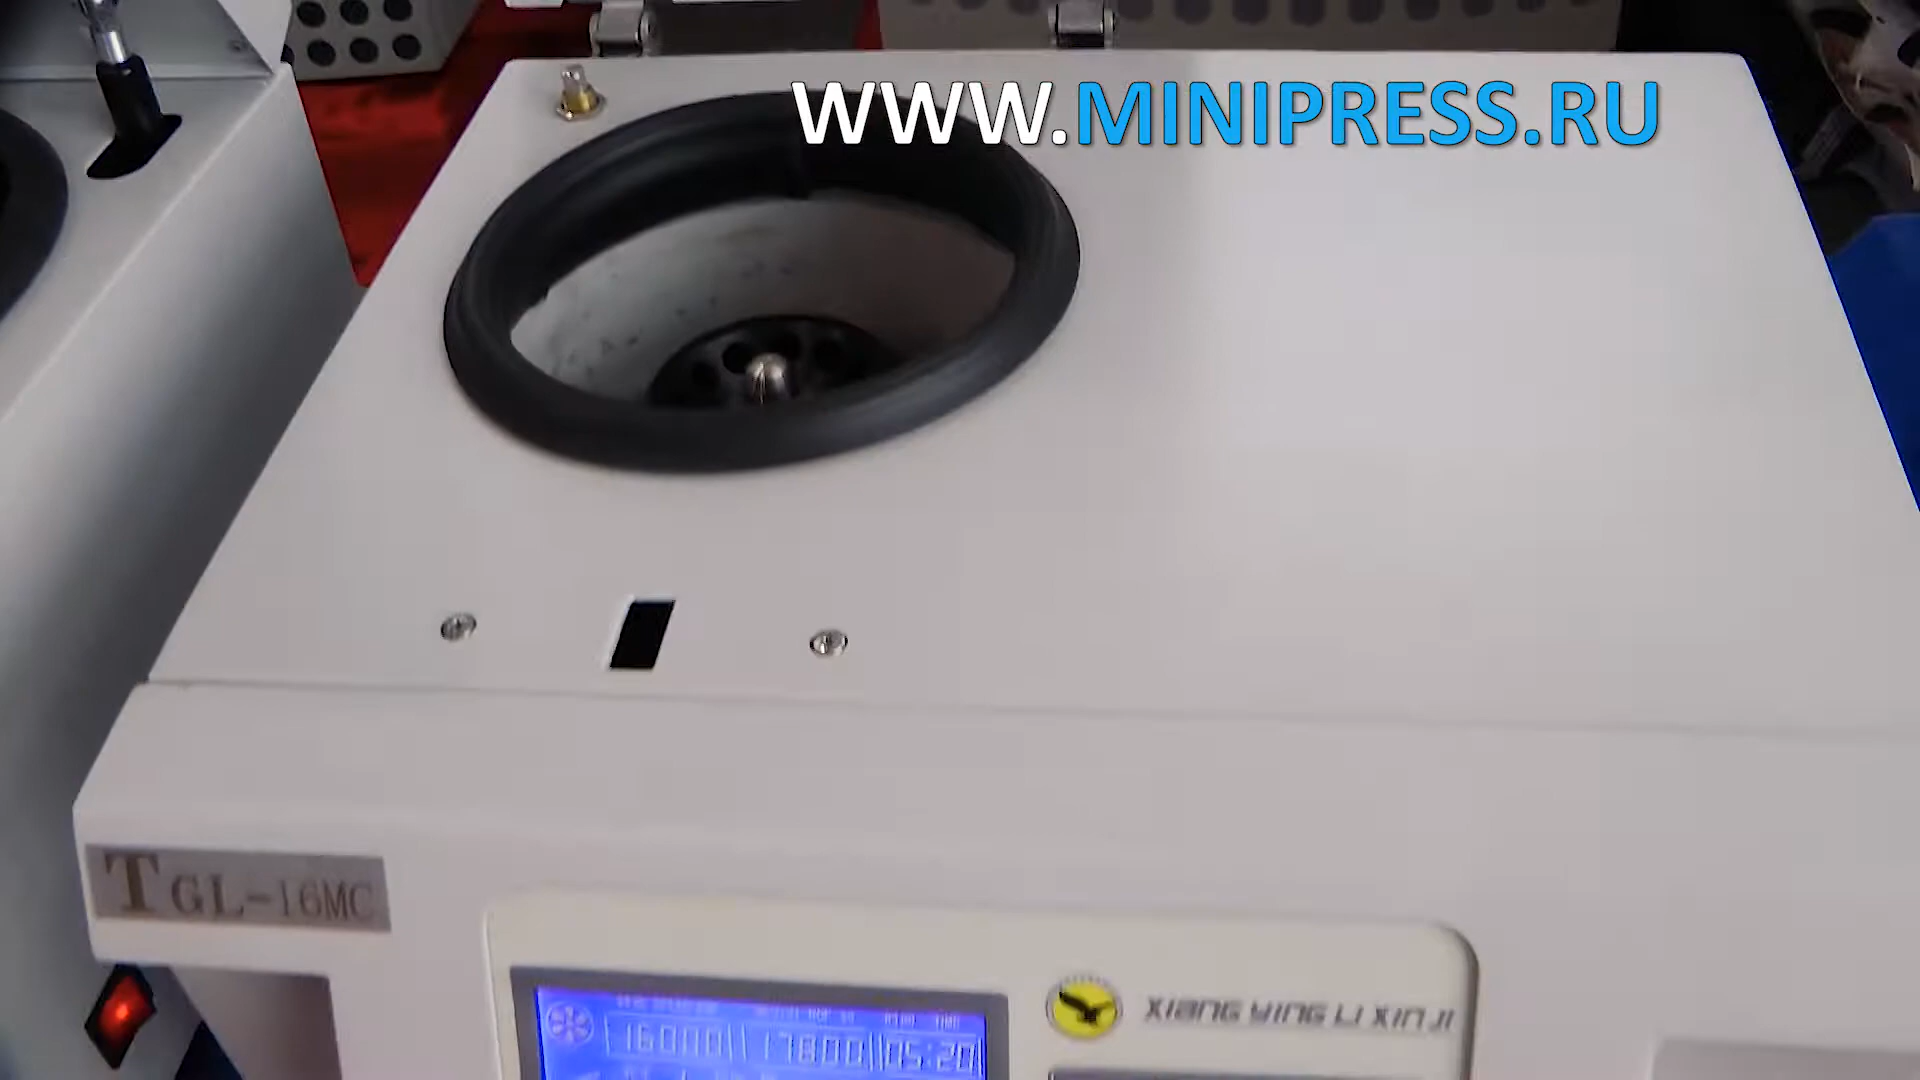 WWW.MINIPRESS.RU
TGL-16MC
XIANG YING LI XIN JI
16000 17800 05:20